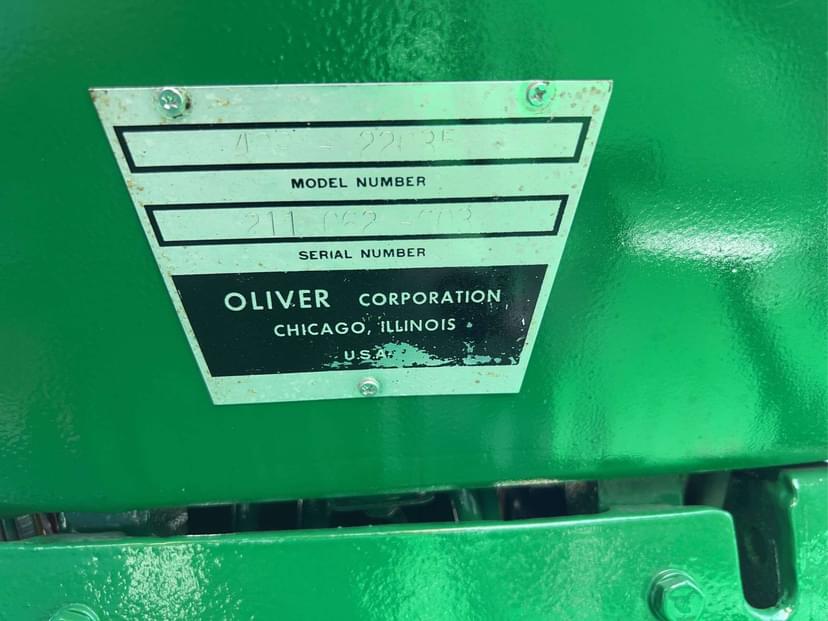 MODEL NUMBER
SERIAL NUMBER
OLIVER CORPORATION
CHICAGO, ILLINOIS
U.S.A.